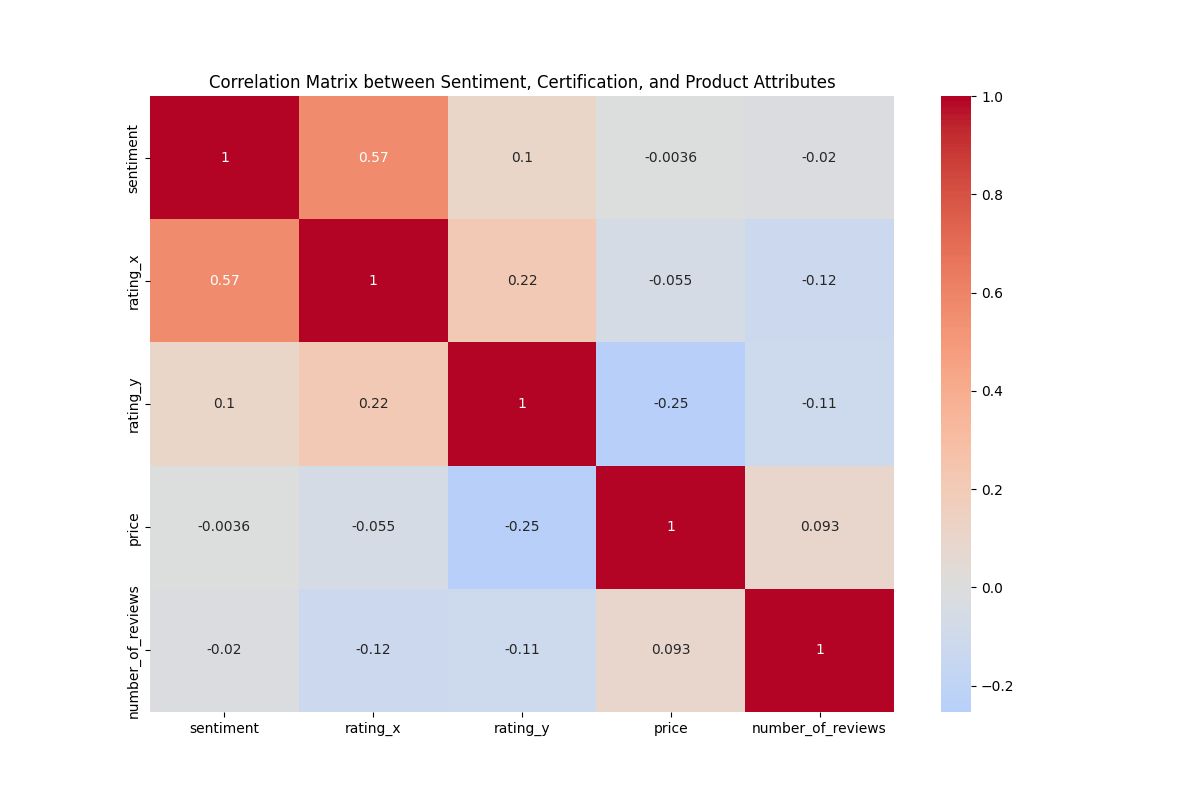 Correlation Matrix between Sentiment, Certification, and Product Attributes
sentiment
1
0.57
0.1
-0.0036
-0.02
rating_x
0.57
1
0.22
-0.055
-0.12
rating_y
0.1
0.22
1
-0.25
-0.11
price
-0.0036
-0.055
-0.25
1
0.093
number_of_reviews
-0.02
-0.12
-0.11
0.093
1
sentiment
rating_x
rating_y
price
number_of_reviews
1.0
0.8
0.6
0.4
0.2
0.0
−0.2